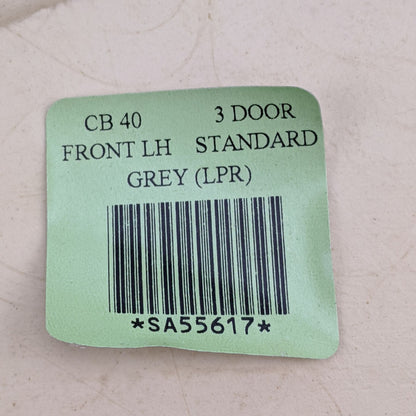 CB 40 3 DOOR
FRONT LH STANDARD
GREY (LPR)
*SA55617*